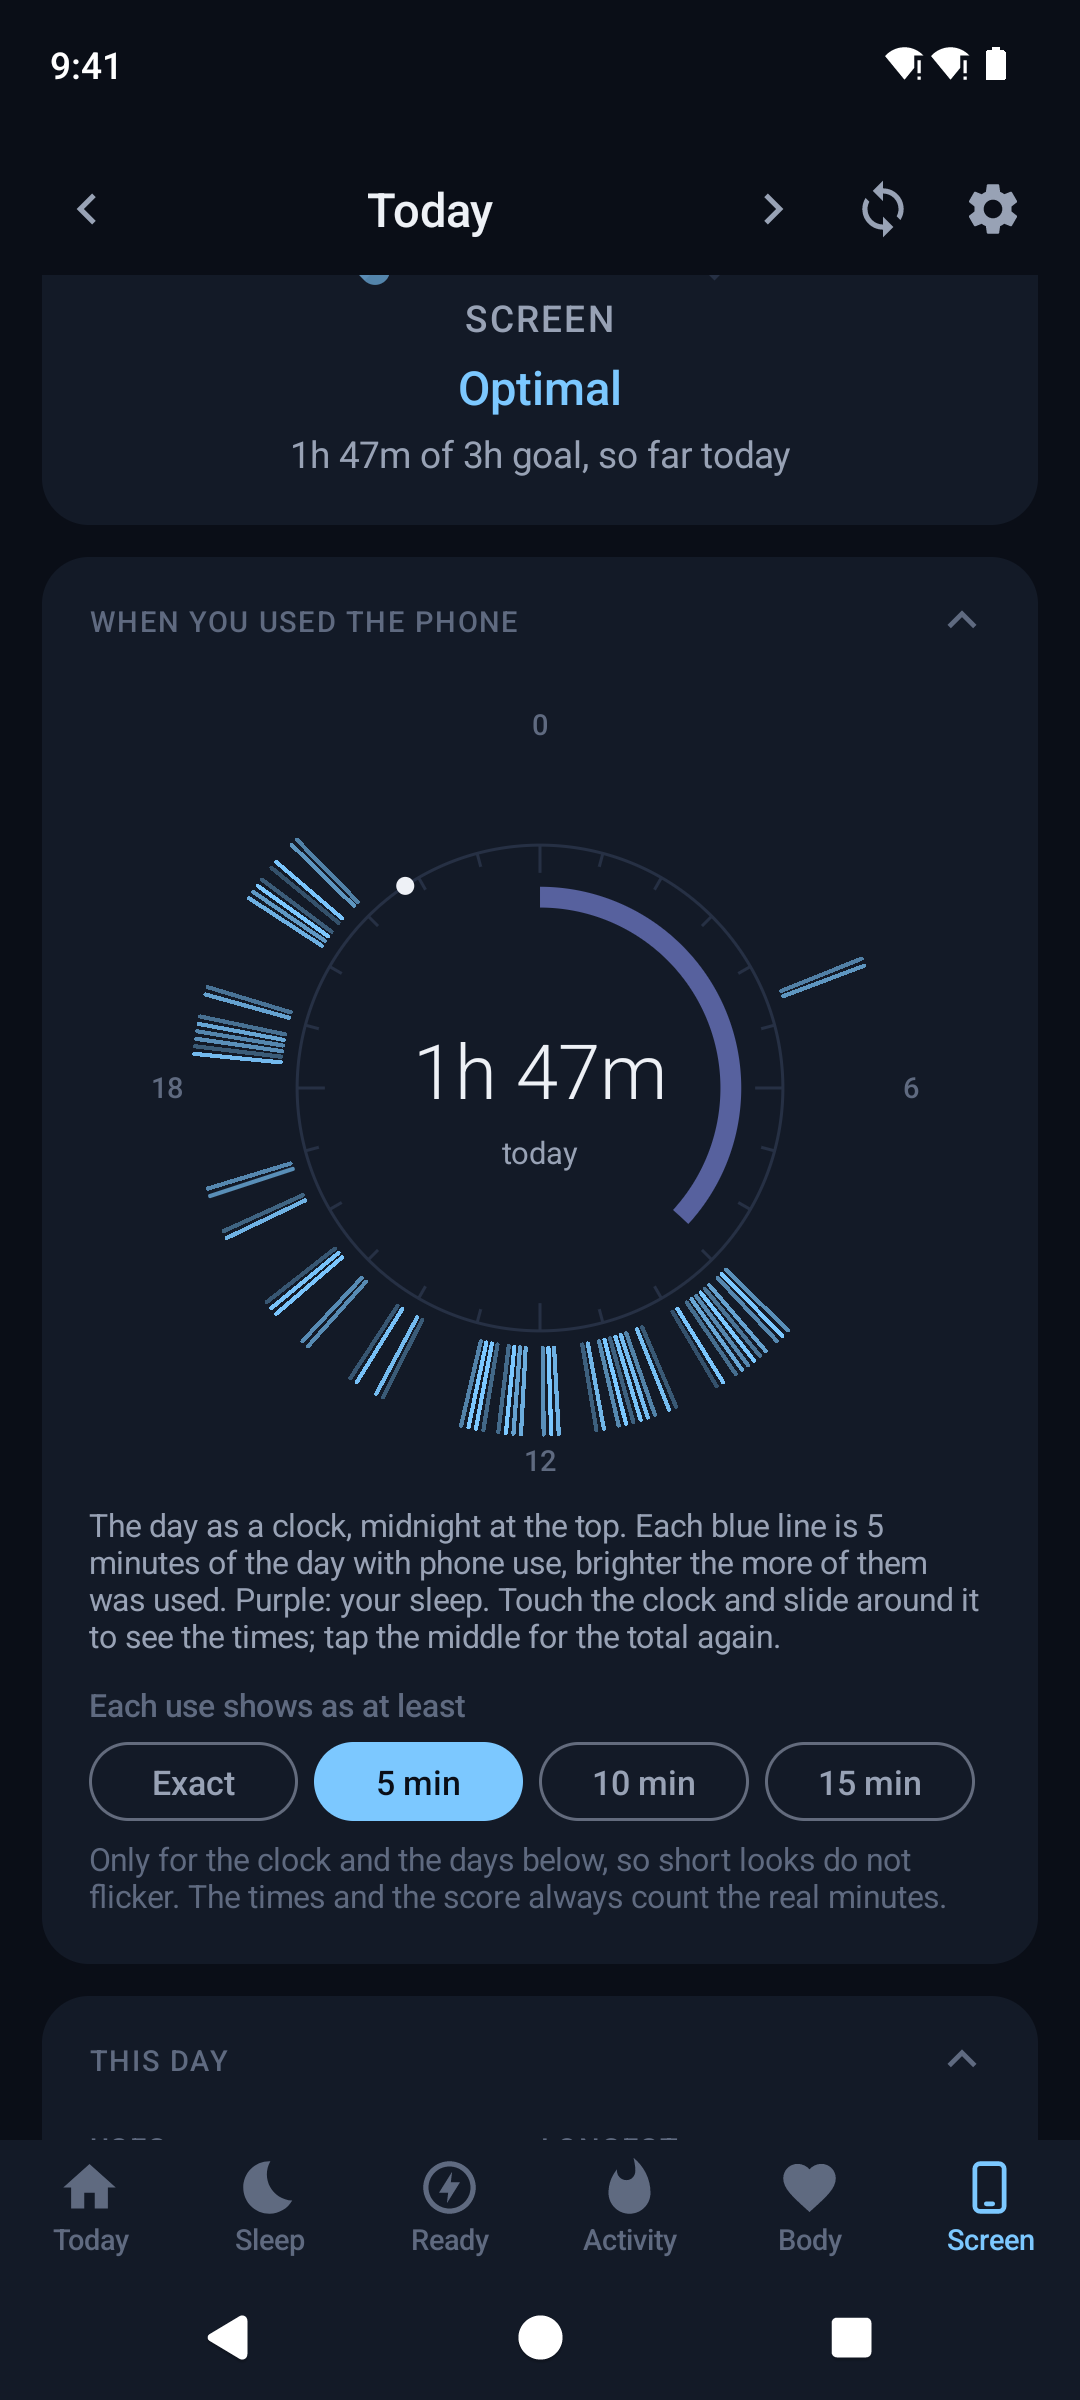 9:41
Today
SCREEN
Optimal
1h 47m of 3h goal, so far today
WHEN YOU USED THE PHONE
0
18
1h 47m
6
today
12
The day as a clock, midnight at the top. Each blue line is 5
minutes of the day with phone use, brighter the more of them
was used. Purple: your sleep. Touch the clock and slide around it
to see the times; tap the middle for the total again.
Each use shows as at least
Exact
5 min
10 min
15 min
Only for the clock and the days below, so short looks do not
flicker. The times and the score always count the real minutes.
THIS DAY
Today
Sleep
Ready
Activity
Body
Screen